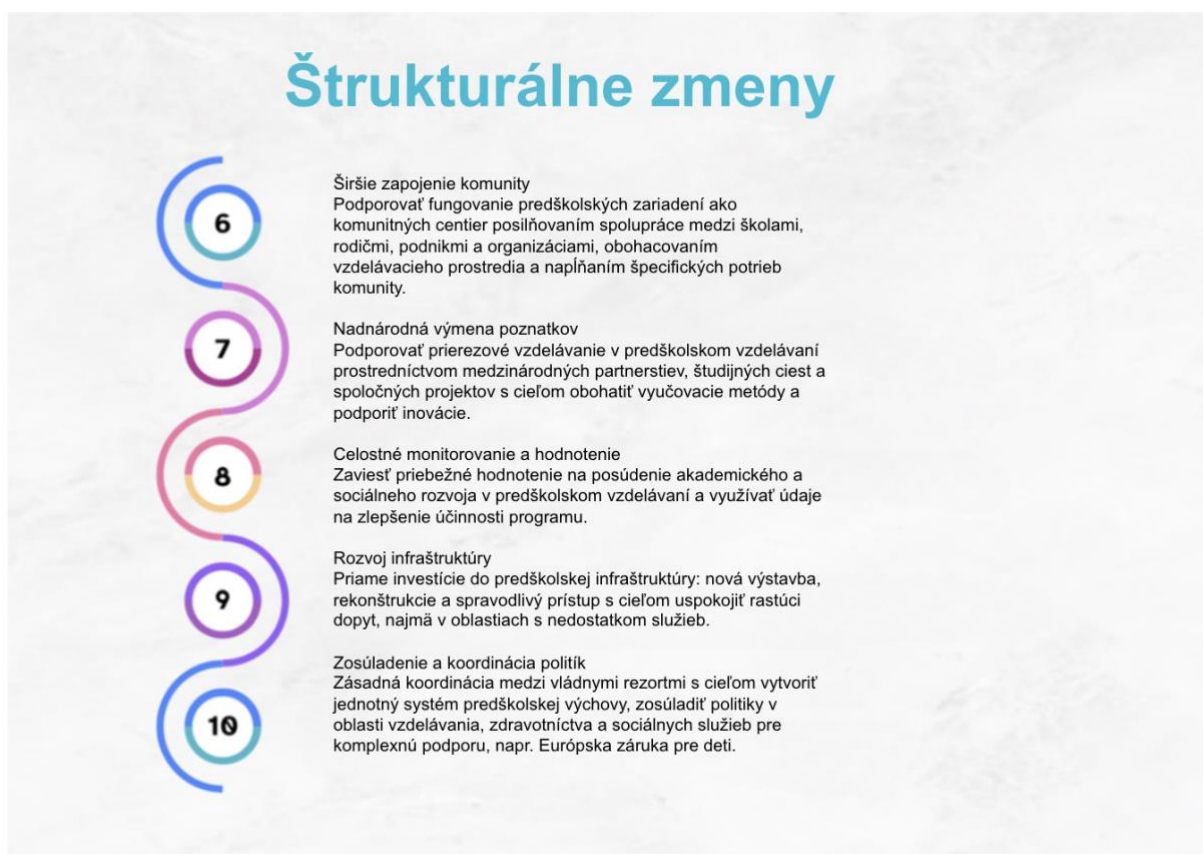 Štrukturálne zmeny
6
Širšie zapojenie komunity
Podporovať fungovanie predškolských zariadení ako
komunitných centier posilňovaním spolupráce medzi školami,
rodičmi, podnikmi a organizáciami, obohacovaním
vzdelávacieho prostredia a napĺňaním špecifických potrieb
komunity.
7
Nadnárodná výmena poznatkov
Podporovať prierezové vzdelávanie v predškolskom vzdelávaní
prostredníctvom medzinárodných partnerstiev, študijných ciest a
spoločných projektov s cieľom obohatiť vyučovacie metódy a
podporiť inovácie.
8
Celostné monitorovanie a hodnotenie
Zaviesť priebežné hodnotenie na posúdenie akademického a
sociálneho rozvoja v predškolskom vzdelávaní a využívať údaje
na zlepšenie účinnosti programu.
9
Rozvoj infraštruktúry
Priame investície do predškolskej infraštruktúry: nová výstavba,
rekonštrukcie a spravodlivý prístup s cieľom uspokojiť rastúci
dopyt, najmä v oblastiach s nedostatkom služieb.
10
Zosúladenie a koordinácia politík
Zásadná koordinácia medzi vládnymi rezortmi s cieľom vytvoriť
jednotný systém predškolskej výchovy, zosúladiť politiky v
oblasti vzdelávania, zdravotníctva a sociálnych služieb pre
komplexnú podporu, napr. Európska záruka pre deti.